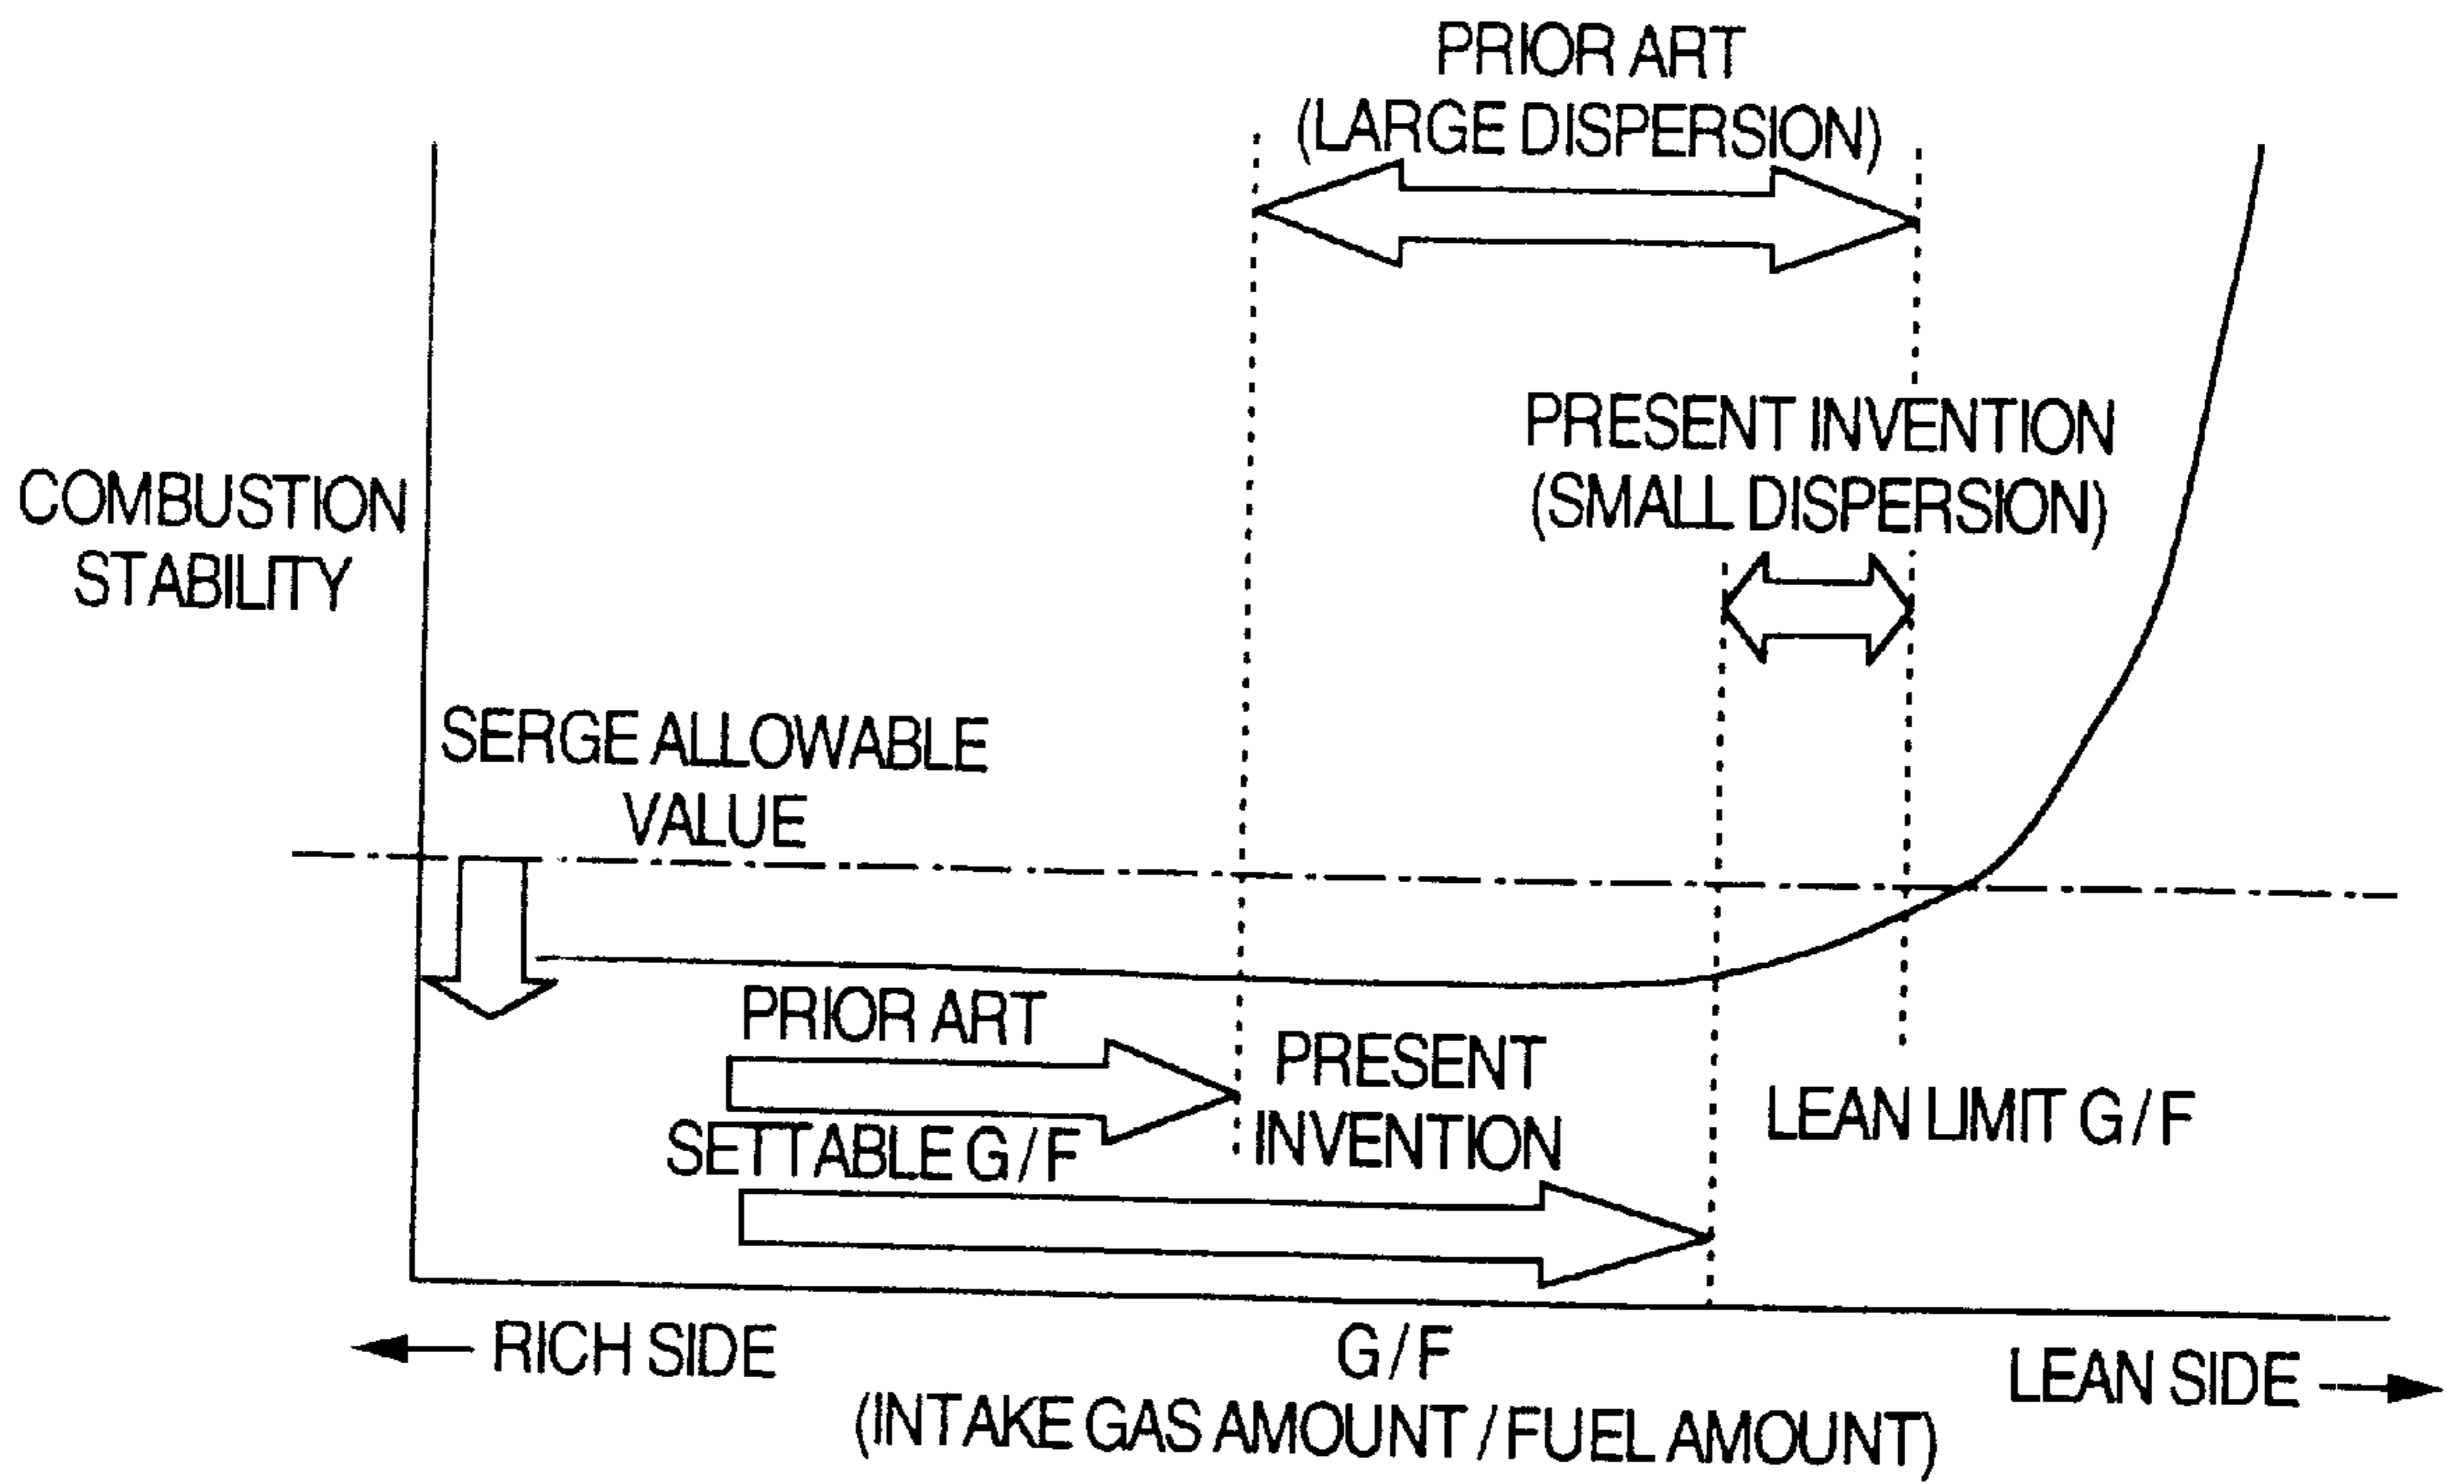 PRIOR ART
(LARGE DISPERSION)
PRESENT INVENTION
(SMALL DISPERSION)
COMBUSTION
STABILITY
SERGE ALLOWABLE
VALUE
PRIOR ART
SETTABLE G/F
PRESENT
INVENTION
LEAN LIMIT G/F
RICH SIDE
G/F
(INTAKE GAS AMOUNT/FUEL AMOUNT)
LEAN SIDE